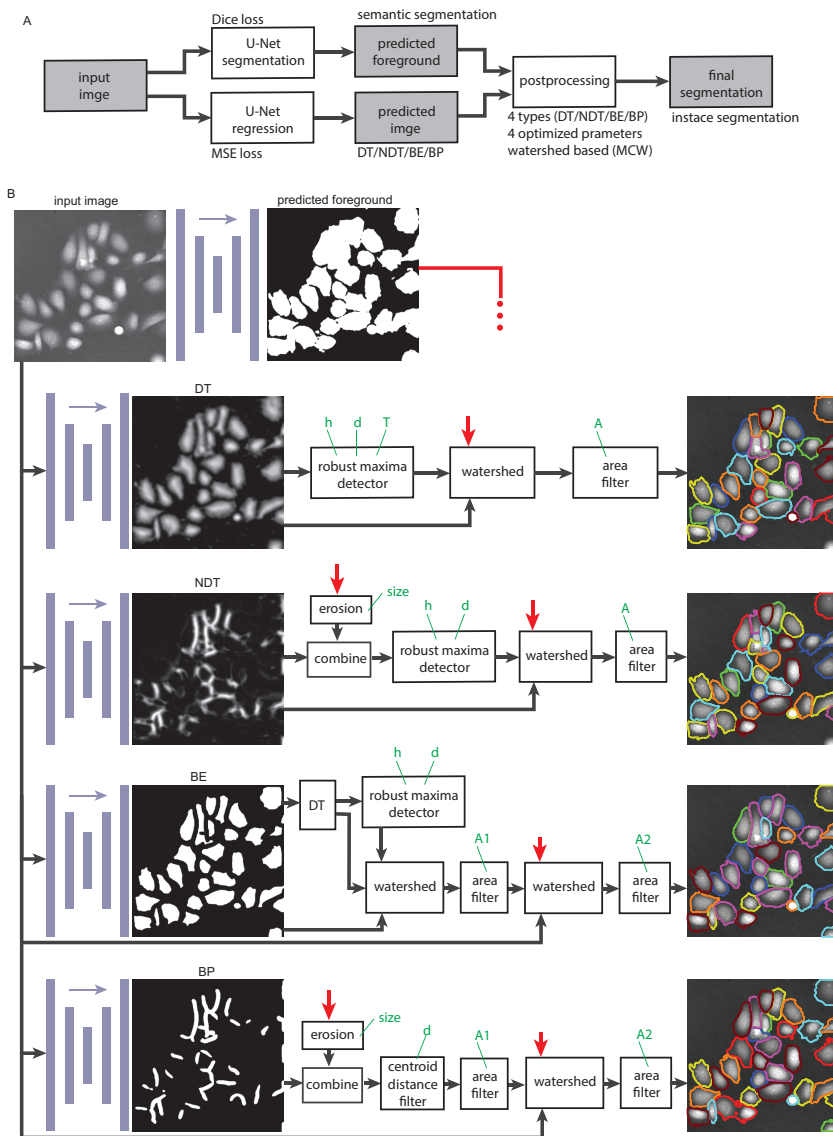 A
Dice loss
semantic segmentation
U-Net
segmentation
predicted
foreground
input
imge
postprocessing
final
segmentation
U-Net
regression
predicted
imge
4 types (DT/NDT/BE/BP)
4 optimized prameters
watershed based (MCW)
instace segmentation
MSE loss
DT/NDT/BE/BP
B
input image
predicted foreground
DT
h d T
robust maxima
detector
watershed
A
area
filter
NDT
erosion
size
combine
h d
robust maxima
detector
watershed
A
area
filter
BE
DT
h d
robust maxima
detector
watershed
A1
area
filter
watershed
A2
area
filter
BP
erosion
size
combine
d
centroid
distance
filter
A1
area
filter
watershed
A2
area
filter